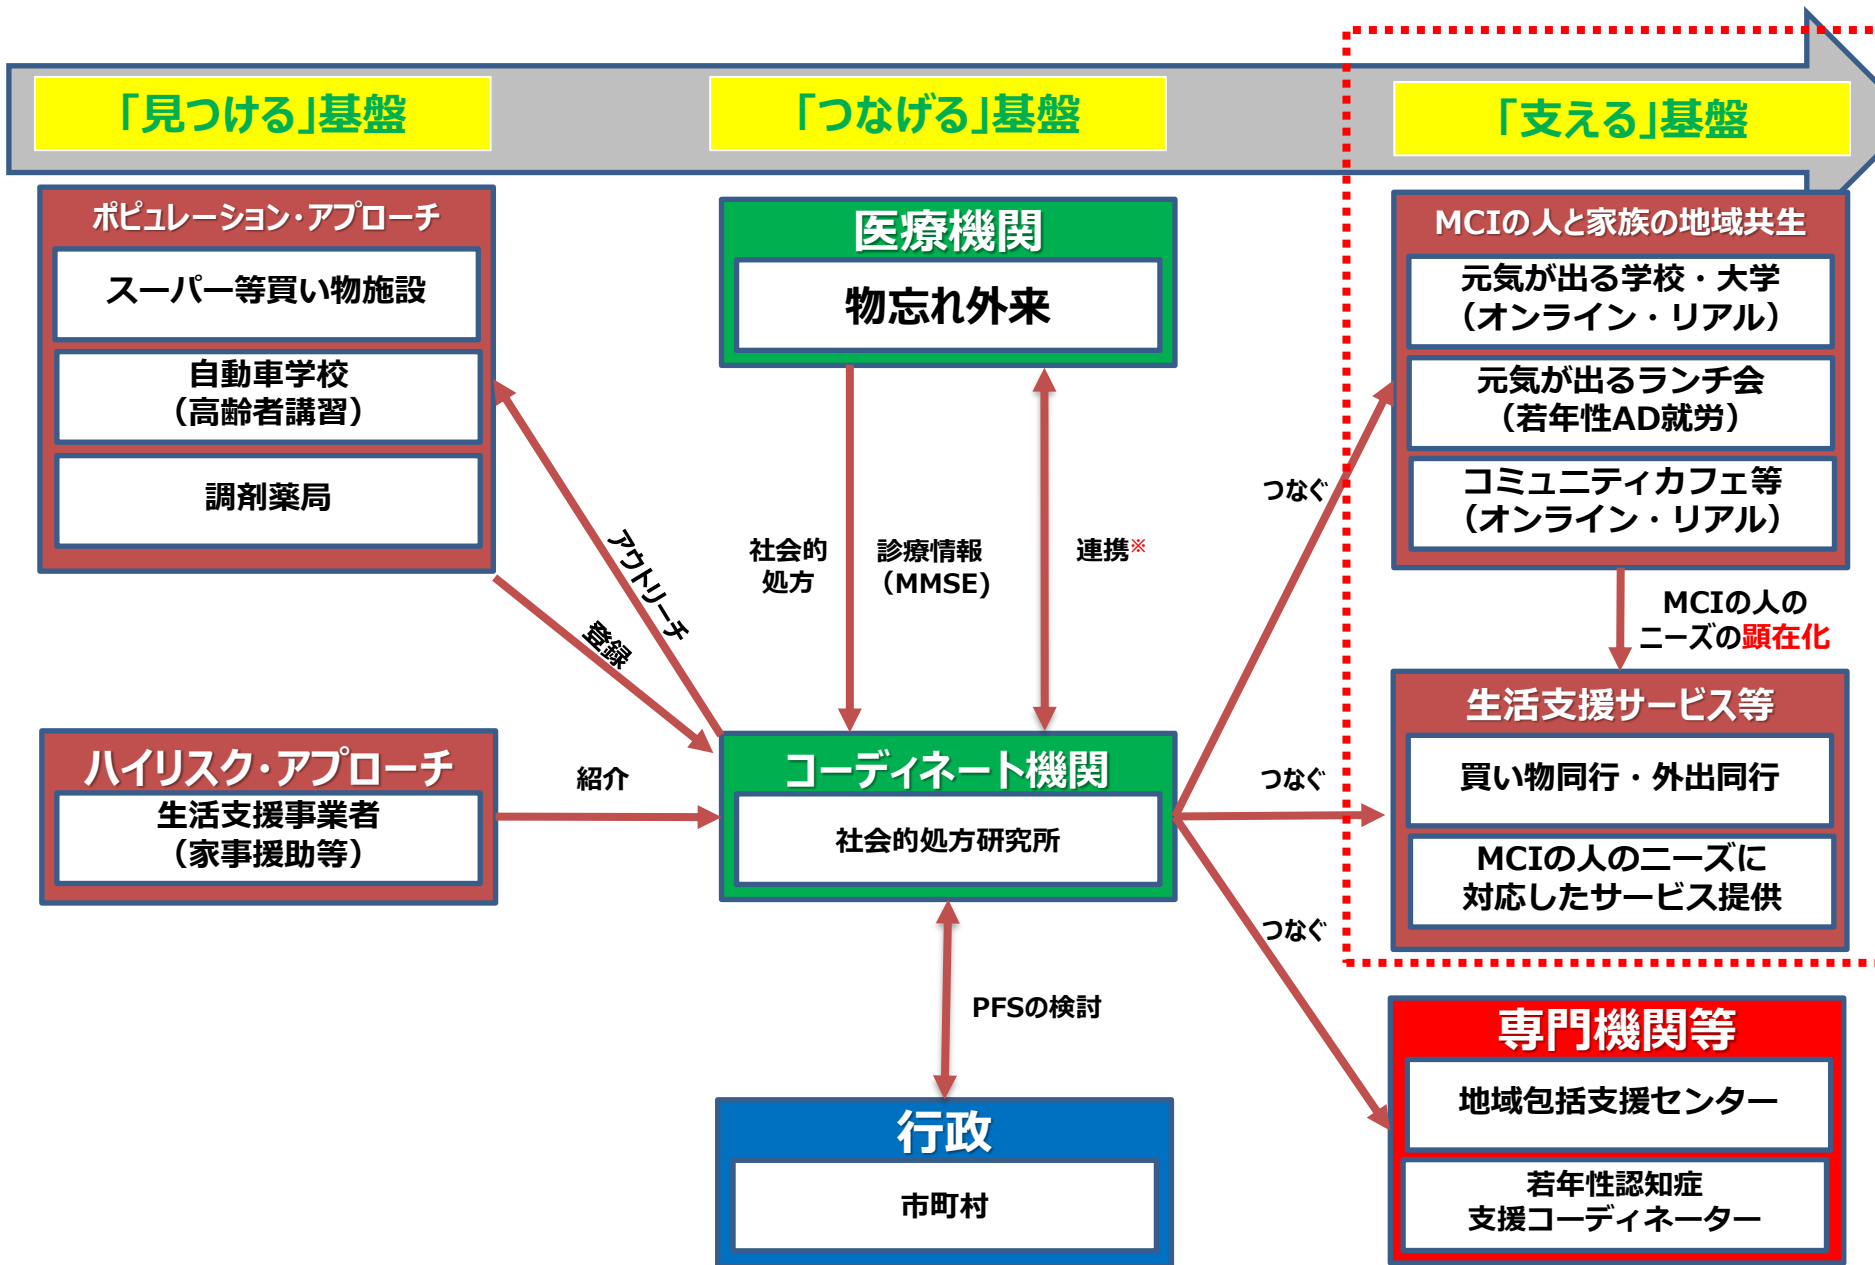 「見つける」基盤
「つなげる」基盤
「支える」基盤
ポピュレーション・アプローチ
スーパー等買い物施設
自動車学校
（高齢者講習）
調剤薬局
ハイリスク・アプローチ
生活支援事業者
（家事援助等）
アウトリーチ
登録
紹介
医療機関
物忘れ外来
社会的
処方
診療情報
（MMSE)
連携※
コーディネート機関
社会的処方研究所
PFSの検討
行政
市町村
つなぐ
つなぐ
つなぐ
MCIの人と家族の地域共生
元気が出る学校・大学
（オンライン・リアル）
元気が出るランチ会
（若年性AD就労）
コミュニティカフェ等
（オンライン・リアル）
MCIの人の
ニーズの顕在化
生活支援サービス等
買い物同行・外出同行
MCIの人のニーズに
対応したサービス提供
専門機関等
地域包括支援センター
若年性認知症
支援コーディネーター